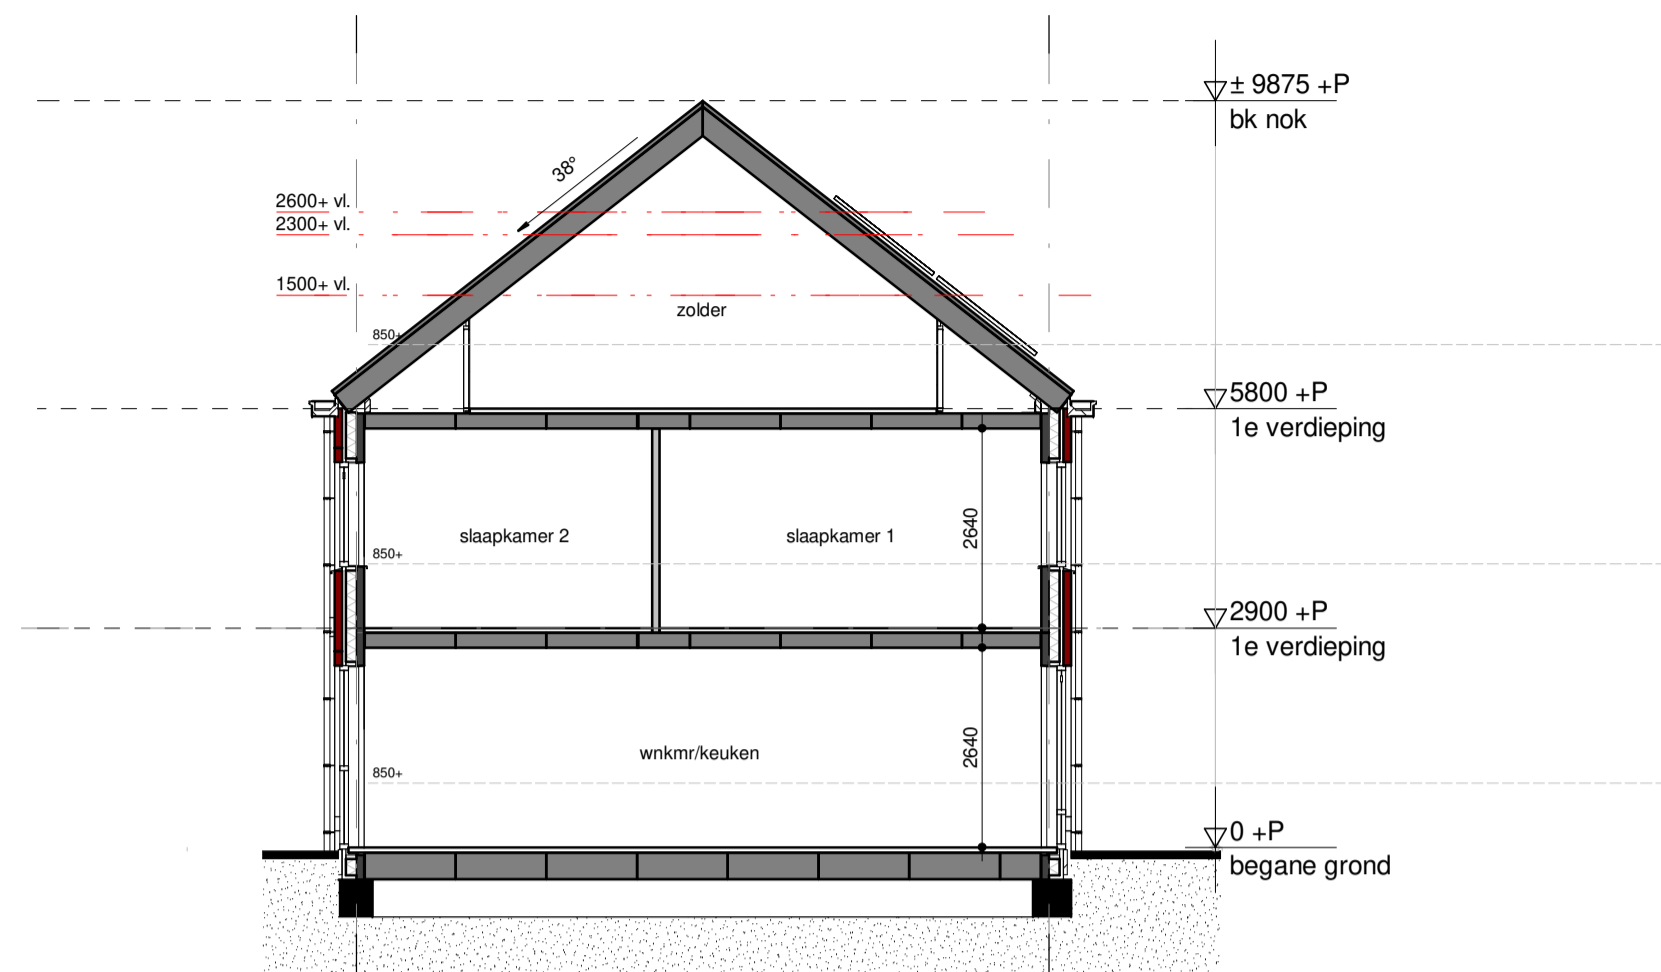 ± 9875 +P
bk nok
38°
2600+ vl.
2300+ vl.
1500+ vl.
zolder
850+
5800 +P
1e verdieping
slaapkamer 2
slaapkamer 1
2640
850+
2900 +P
1e verdieping
wnkmr/keuken
2640
850+
0 +P
begane grond